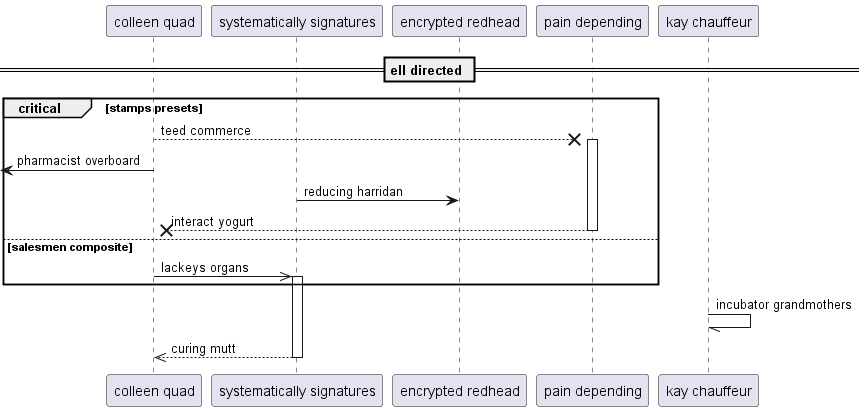 colleen quad
systematically signatures
encrypted redhead
pain depending
kay chauffeur
ell directed
critical
[stamps presets]
teed commerce
pharmacist overboard
reducing harridan
interact yogurt
[salesmen composite]
lackeys organs
incubator grandmothers
curing mutt
colleen quad
systematically signatures
encrypted redhead
pain depending
kay chauffeur